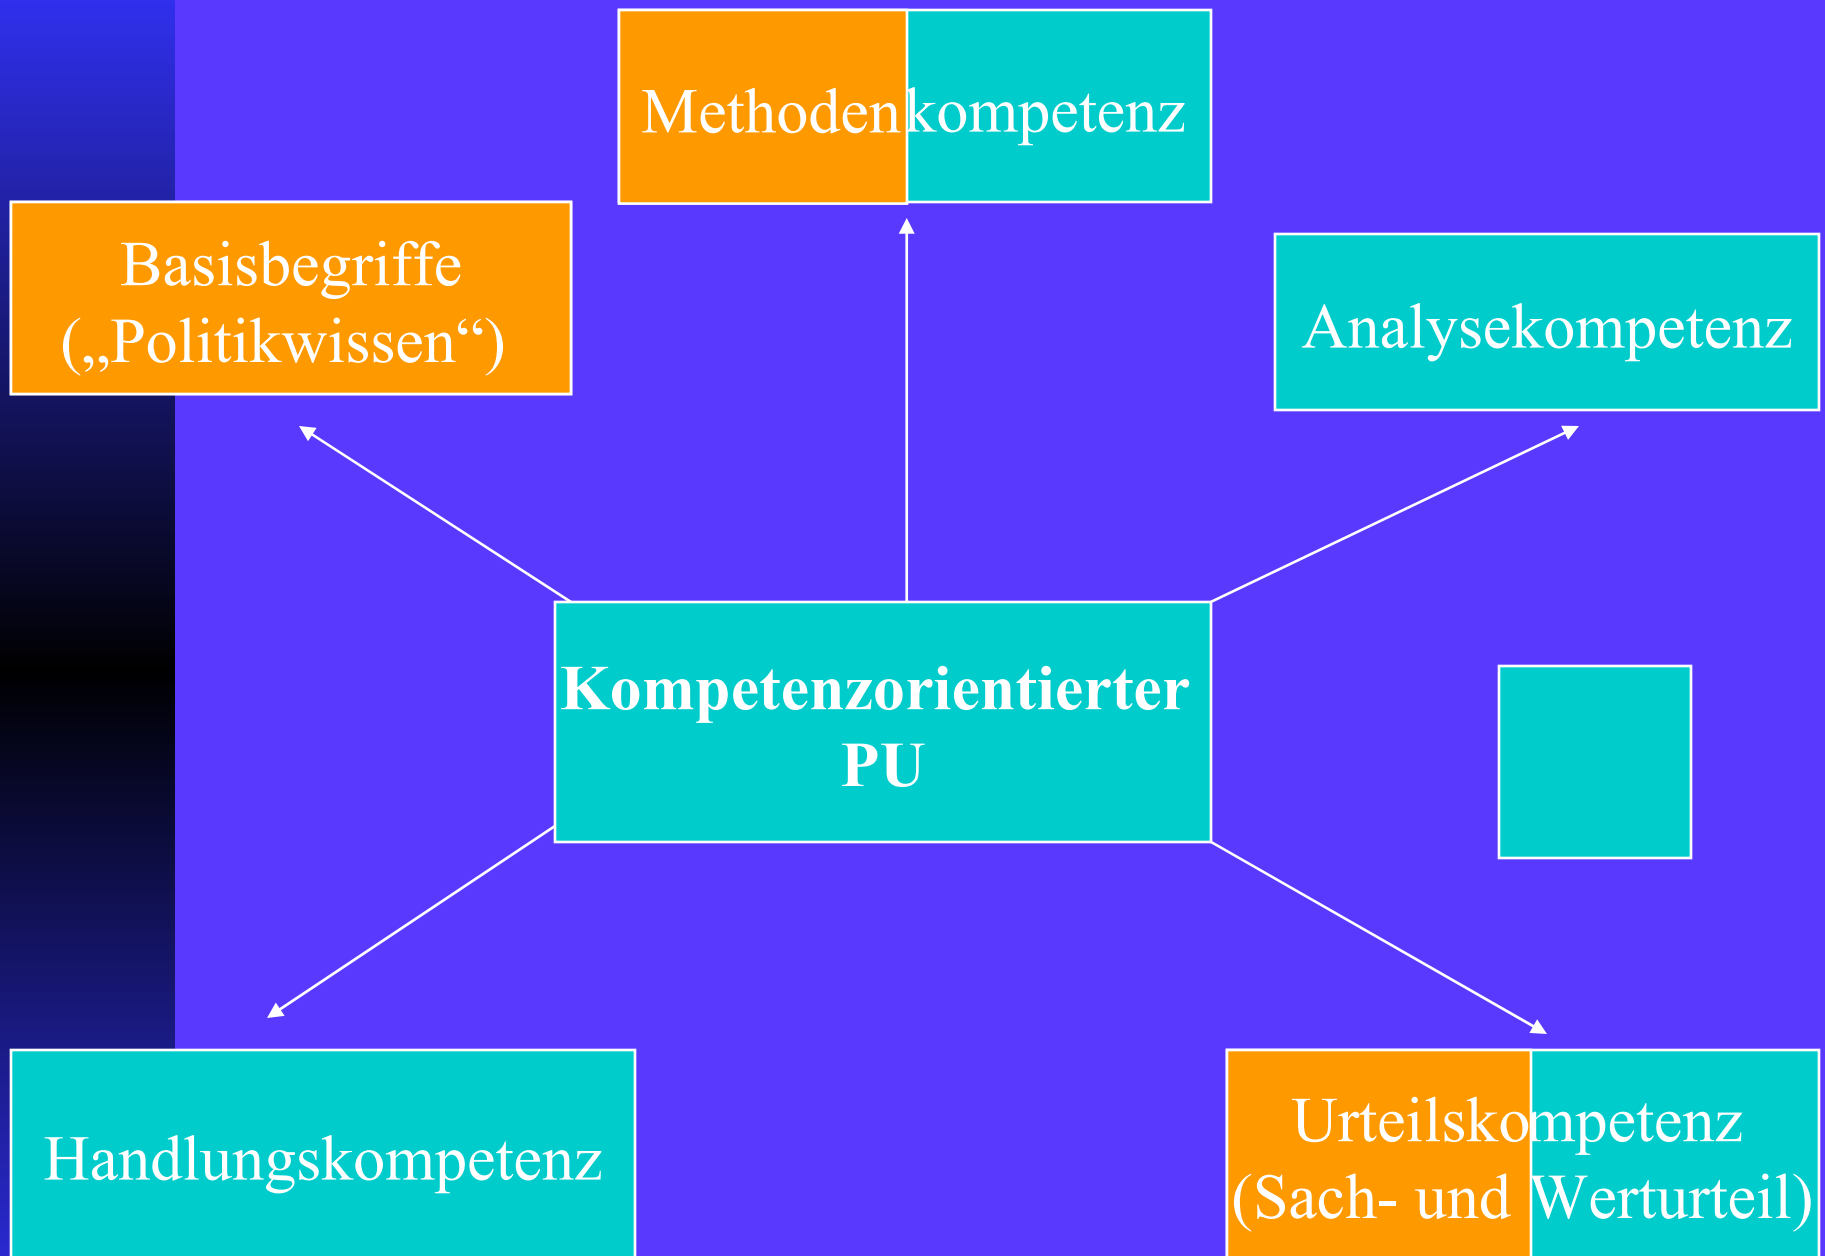 Methodenkompetenz
Basisbegriffe
(„Politikwissen“)
Analysekompetenz
Kompetenzorientierter
PU
Handlungskompetenz
Urteilskompetenz
(Sach- und Werturteil)